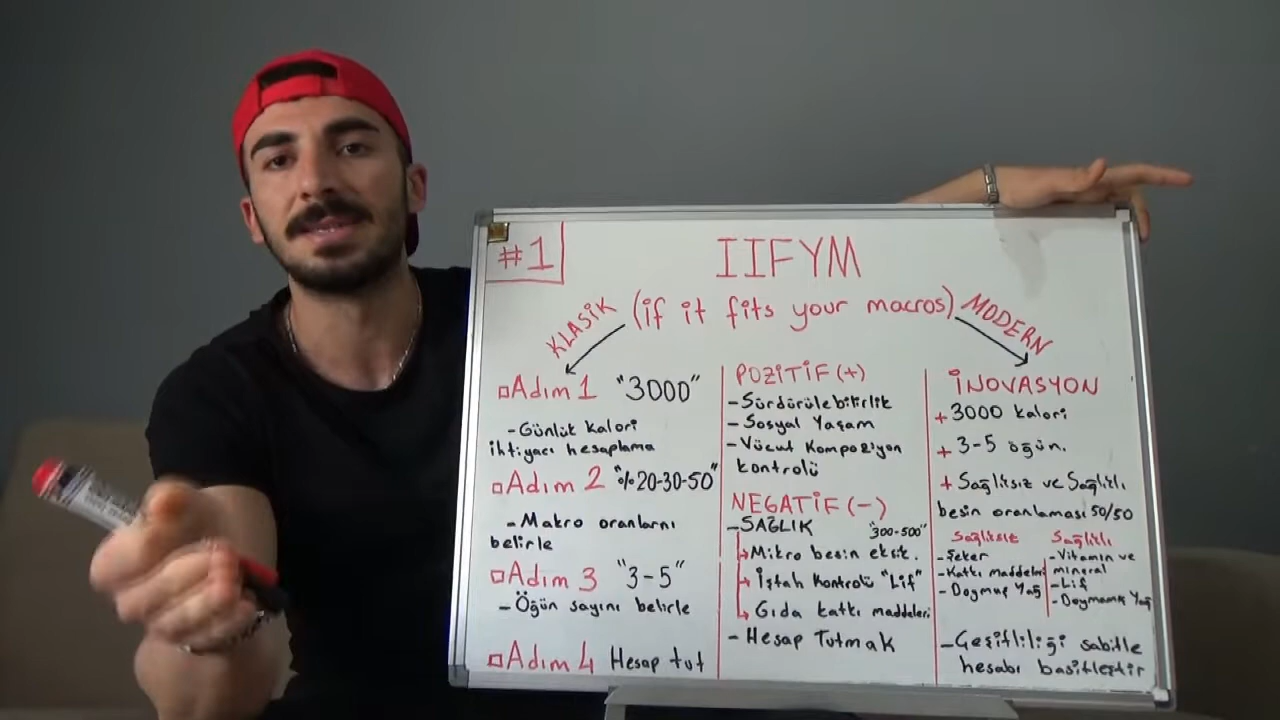 #1
IIFYM
KLASİK (if it fits your macros) MODERN
Adım 1 "3000"
-Günlük kalori
ihtiyacı hesaplama
Adım 2 "%20-30-50"
-Makro oranlarnı
belirle
Adım 3 "3-5"
-Öğün sayını belirle
Adım 4 Hesap tut
POZİTİF (+)
-Sürdürülebilirlik
-Sosyal Yaşam
-Vücut Kompozisyon
kontrolü
NEGATİF (-)
-SAĞLIK "300-500"
Mikro besin eksik.
İştah Kontrolü "Lif"
Gıda katkı maddeleri
-Hesap Tutmak
İNOVASYON
+3000 kalori
+3-5 öğün.
+Sağlıksız ve Sağlıklı
besin oranlaması 50/50
Sağlıksız
-Şeker
-Katkı maddeleri
-Doymuş Yağ
Sağlıklı
-Vitamin ve
mineral
-Lif
-Doymamış Yağ
-Çeşitliliği sabitle
hesabı basitleştir